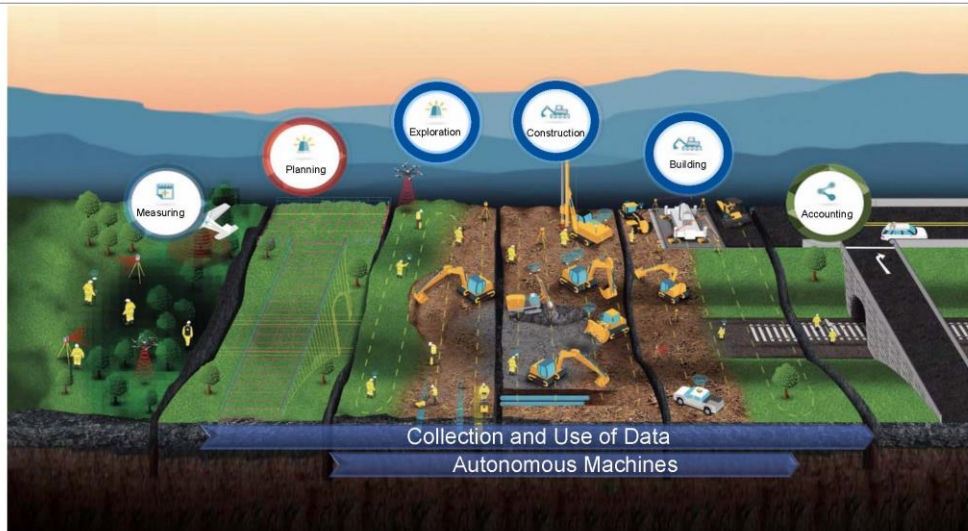 Measuring
Planning
Exploration
Construction
Building
Accounting
Collection and Use of Data
Autonomous Machines